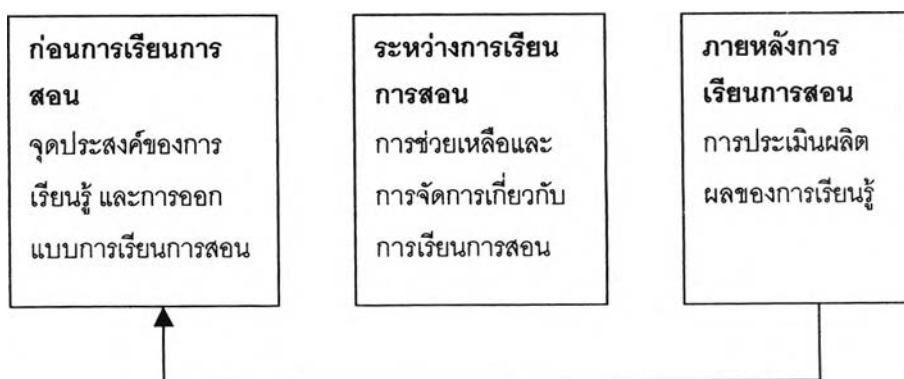 ก่อนการเรียนการ
สอน
จุดประสงค์ของการ
เรียนรู้ และการออก
แบบการเรียนการสอน
ระหว่างการเรียน
การสอน
การช่วยเหลือและ
การจัดการเกี่ยวกับ
การเรียนการสอน
ภายหลังการ
เรียนการสอน
การประเมินผลิต
ผลของการเรียนรู้